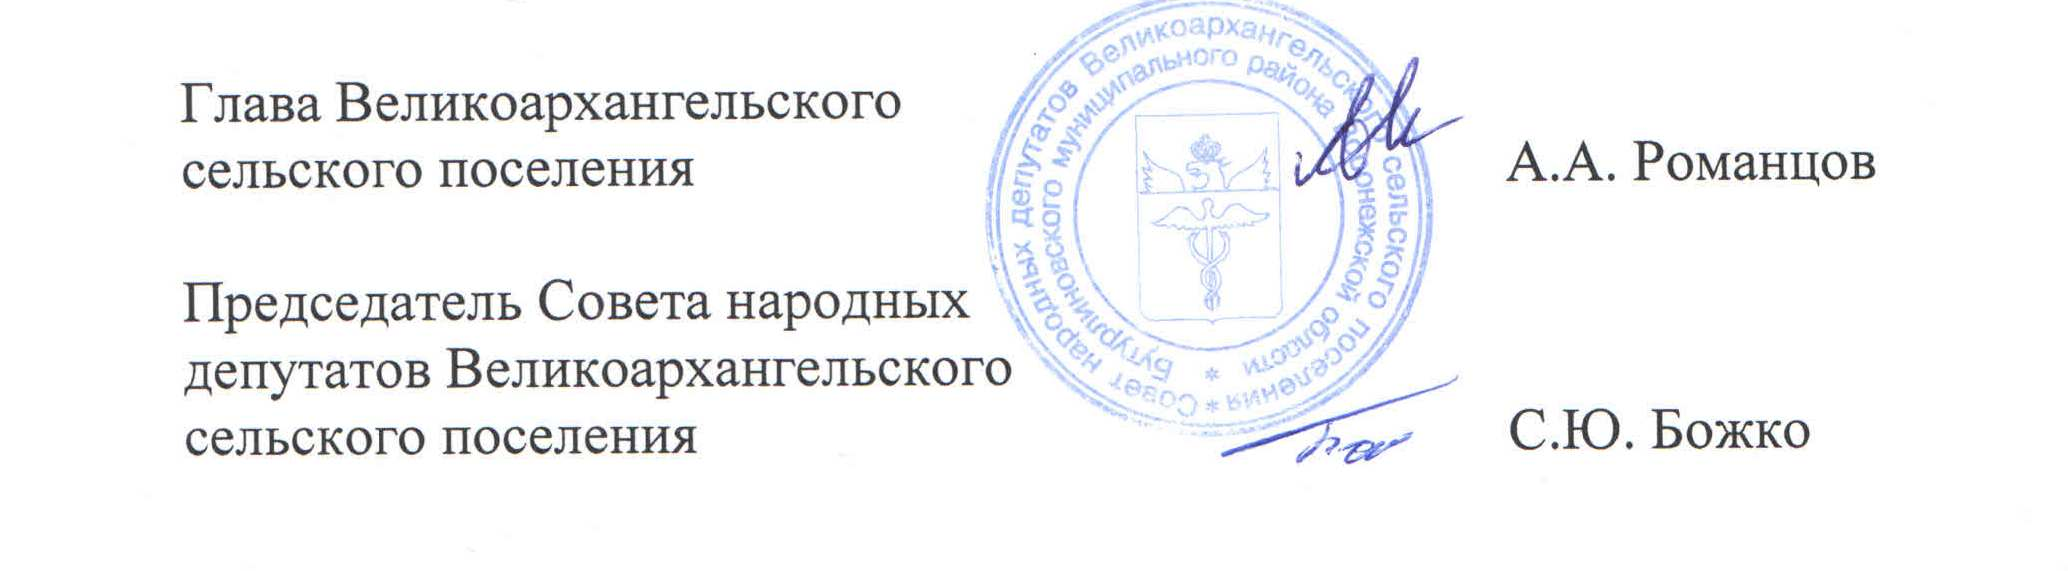 Глава Великоархангельского
сельского поселения
А.А. Романцов
Председатель Совета народных
депутатов Великоархангельского
сельского поселения
С.Ю. Божко
Совет народных депутатов Великоархангельского сельского поселения *
Бутурлиновского муниципального района Воронежской области *